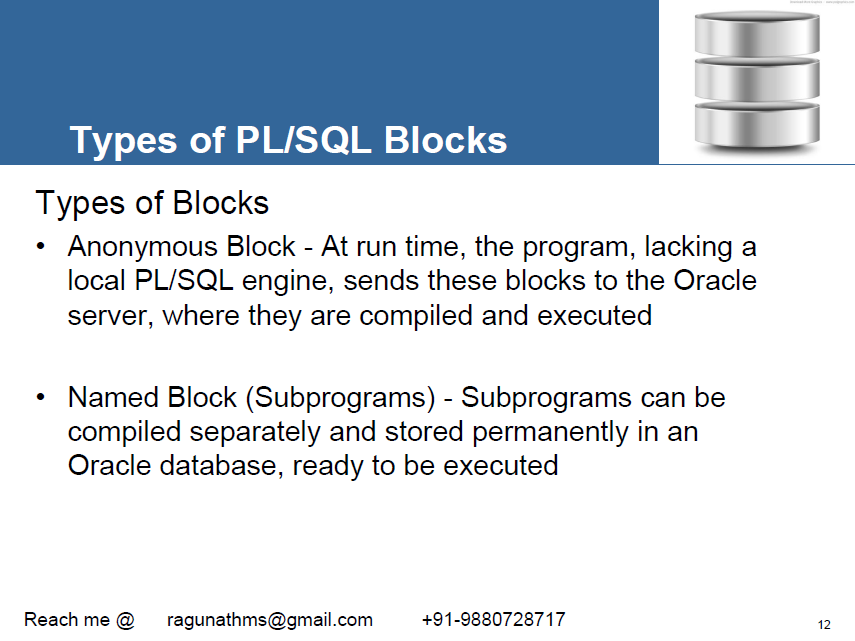 Types of PL/SQL Blocks
Types of Blocks
• Anonymous Block - At run time, the program, lacking a
local PL/SQL engine, sends these blocks to the Oracle
server, where they are compiled and executed
• Named Block (Subprograms) - Subprograms can be
compiled separately and stored permanently in an
Oracle database, ready to be executed
Reach me @ ragunathms@gmail.com +91-9880728717
12